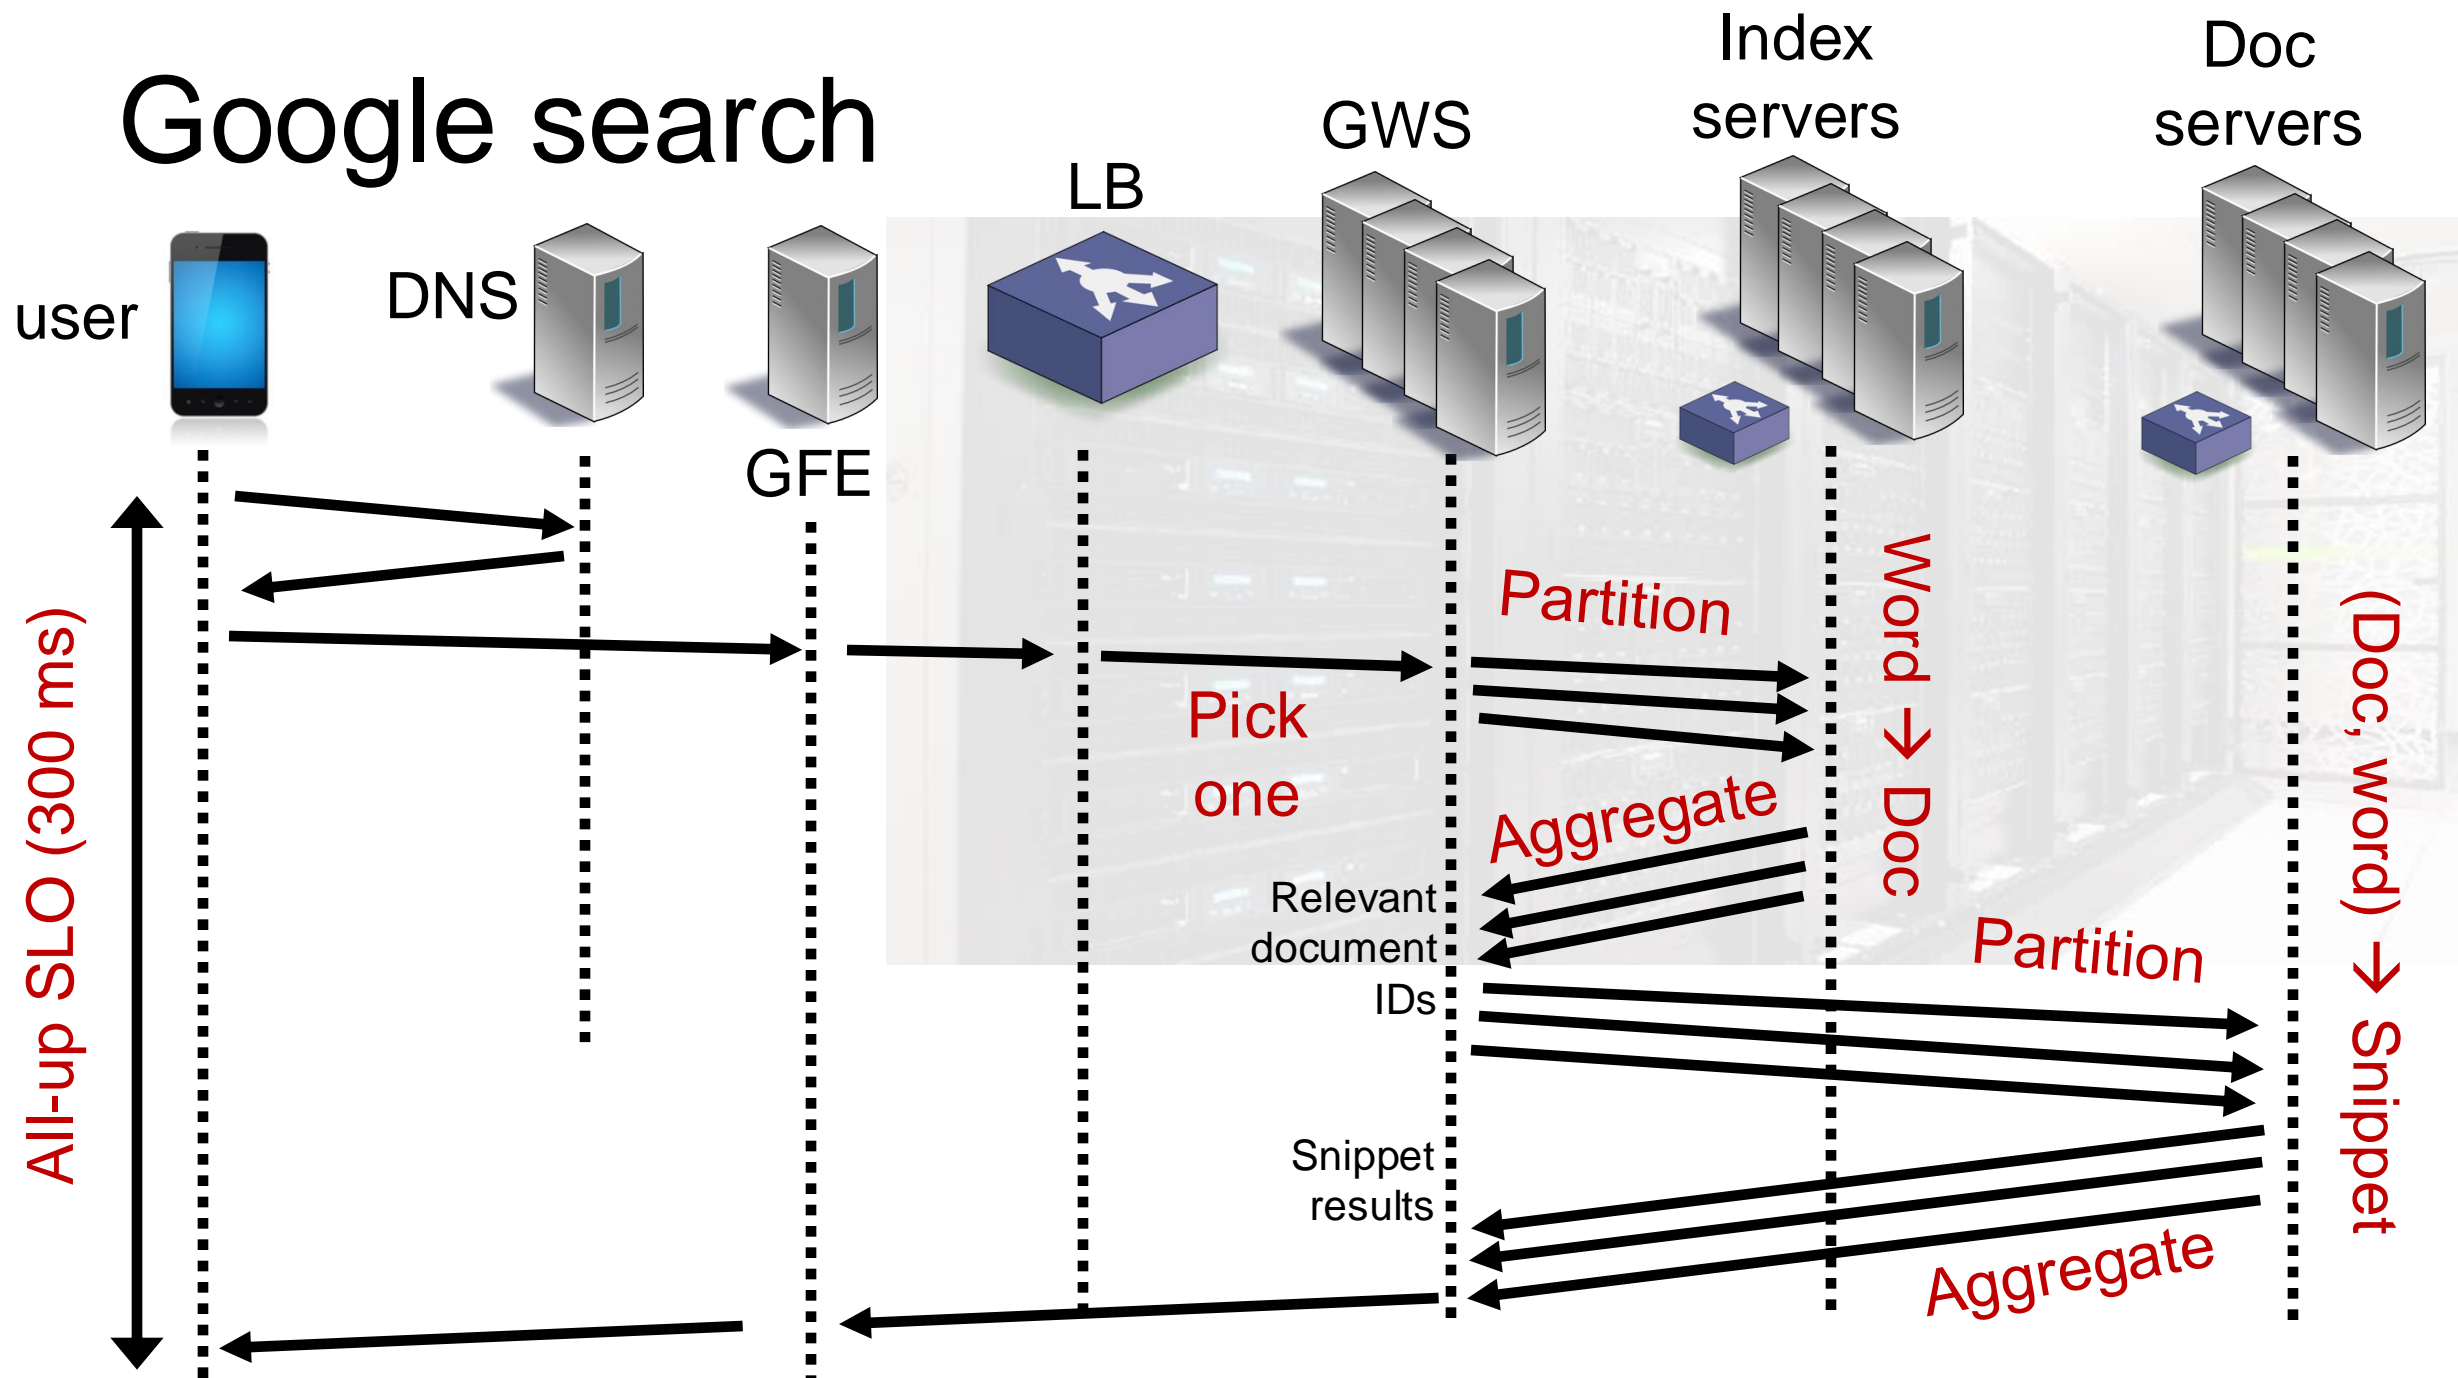 Google search
user
DNS
GFE
LB
GWS
Index
servers
Doc
servers
All-up SLO (300 ms)
Pick
one
Partition
Word → Doc
Aggregate
Relevant
document
IDs
Partition
(Doc, word) → Snippet
Snippet
results
Aggregate